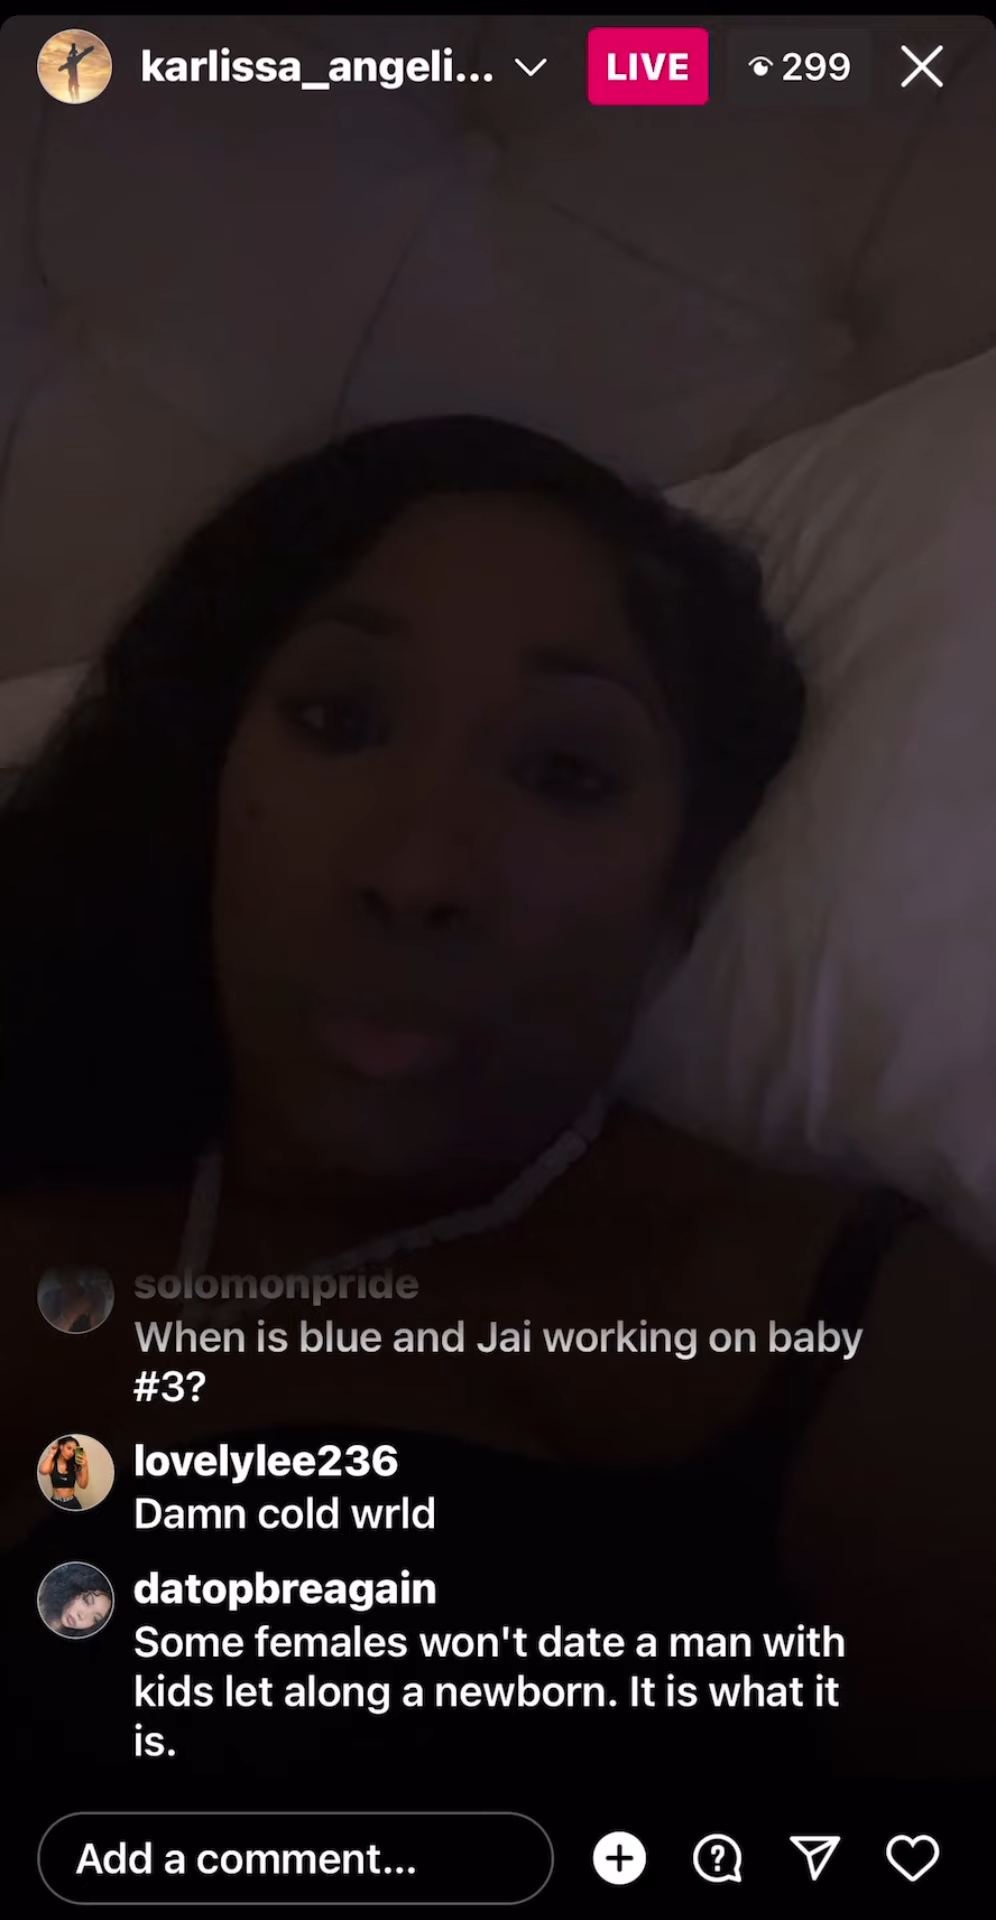 karlissa_angeli...
LIVE
299
solomonpride
When is blue and Jai working on baby
#3?
lovelylee236
Damn cold wrld
datopbreagain
Some females won't date a man with
kids let along a newborn. It is what it
is.
Add a comment...